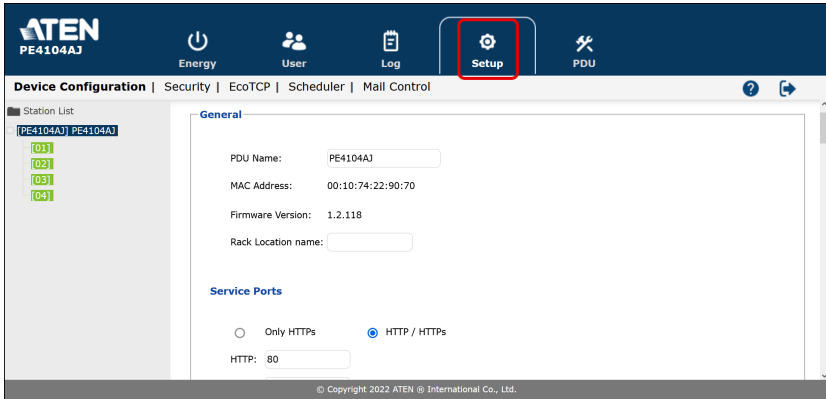 ATEN
PE4104AJ
Energy User Log Setup PDU
Device Configuration | Security | EcoTCP | Scheduler | Mail Control
?
Station List
[PE4104AJ] PE4104AJ
[01]
[02]
[03]
[04]
General
PDU Name: PE4104AJ
MAC Address: 00:10:74:22:90:70
Firmware Version: 1.2.118
Rack Location name:
Service Ports
Only HTTPs HTTP / HTTPs
HTTP: 80
© Copyright 2022 ATEN ® International Co., Ltd.